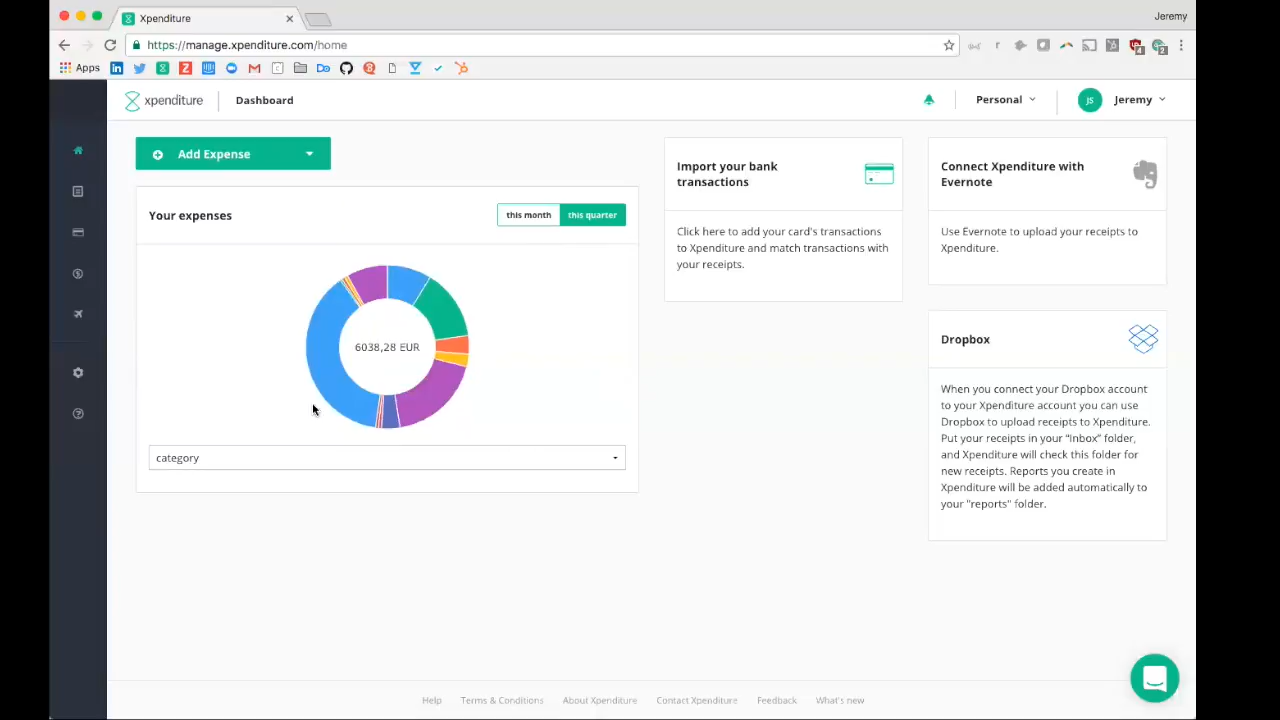 Xpenditure
Jeremy
https://manage.xpenditure.com/home
Apps
xpenditure
Dashboard
Personal
JS
Jeremy
Add Expense
Your expenses
this month
this quarter
6038,28 EUR
category
Import your bank
transactions
Click here to add your card's transactions
to Xpenditure and match transactions with
your receipts.
Connect Xpenditure with
Evernote
Use Evernote to upload your receipts to
Xpenditure.
Dropbox
When you connect your Dropbox account
to your Xpenditure account you can use
Dropbox to upload receipts to Xpenditure.
Put your receipts in your "Inbox" folder,
and Xpenditure will check this folder for
new receipts. Reports you create in
Xpenditure will be added automatically to
your "reports" folder.
Help
Terms & Conditions
About Xpenditure
Contact Xpenditure
Feedback
What's new